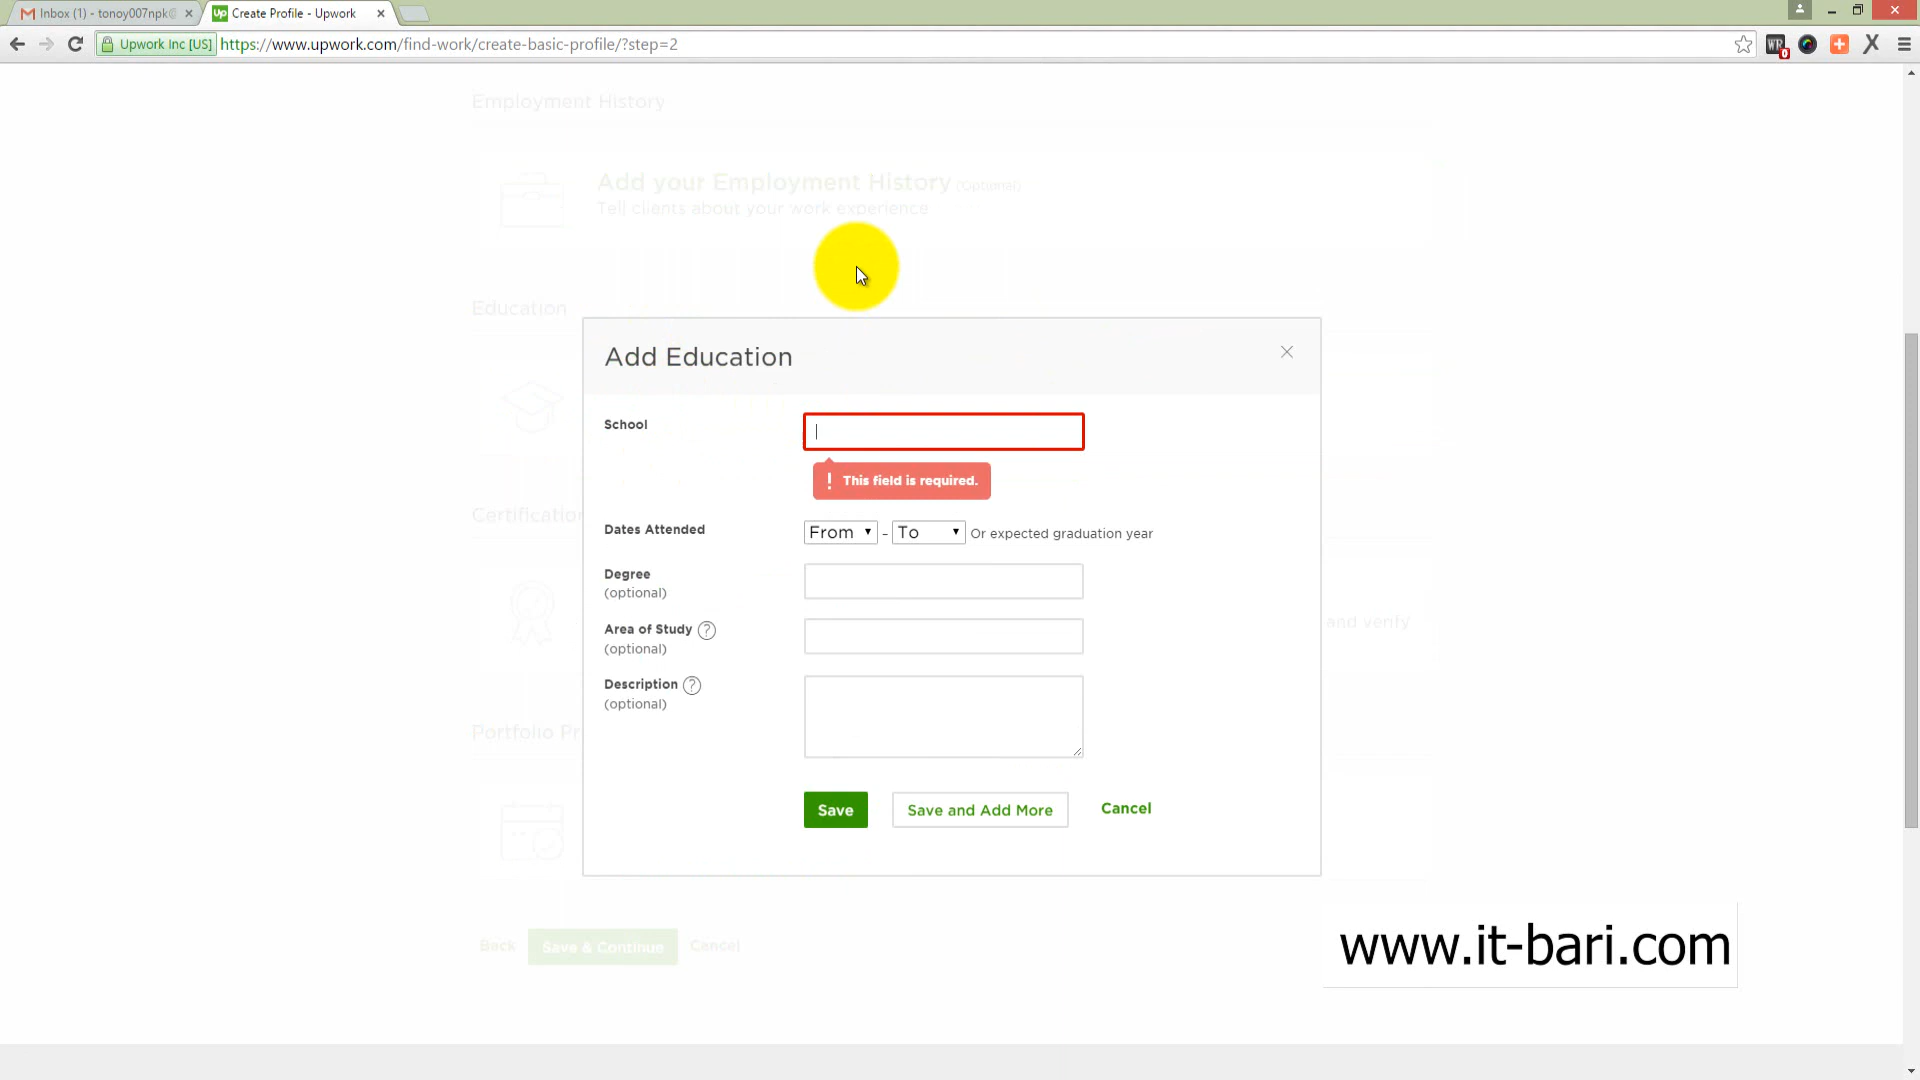 Inbox (1) - tonoy007npk@
Create Profile - Upwork
Upwork Inc [US] https://www.upwork.com/find-work/create-basic-profile/?step=2
Employment History
Add your Employment History (Optional)
Tell clients about your work experience
Education
Add Education
School
This field is required.
Certification
Dates Attended
From - To Or expected graduation year
Degree
(optional)
and verify
Area of Study ?
(optional)
Description ?
(optional)
Portfolio Pr
Save Save and Add More Cancel
Back Save & Continue Cancel
www.it-bari.com